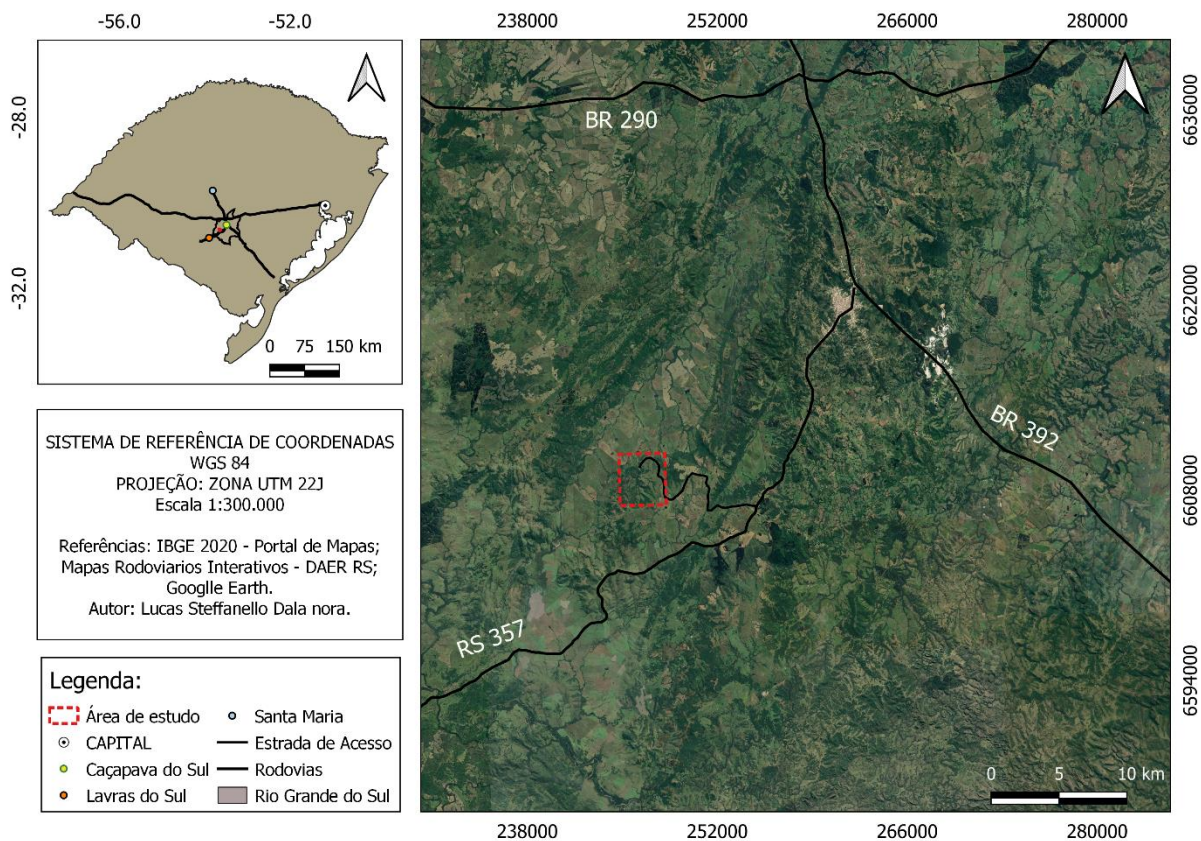 -56.0 -52.0
-28.0
-32.0
0 75 150 km
SISTEMA DE REFERÊNCIA DE COORDENADAS
WGS 84
PROJEÇÃO: ZONA UTM 22J
Escala 1:300.000
Referências: IBGE 2020 - Portal de Mapas;
Mapas Rodoviarios Interativos - DAER RS;
Googlle Earth.
Autor: Lucas Steffanello Dala nora.
Legenda:
Área de estudo
CAPITAL
Caçapava do Sul
Lavras do Sul
Santa Maria
Estrada de Acesso
Rodovias
Rio Grande do Sul
238000 252000 266000 280000
BR 290
BR 392
RS 357
6636000
6622000
6608000
6594000
0 5 10 km
238000 252000 266000 280000